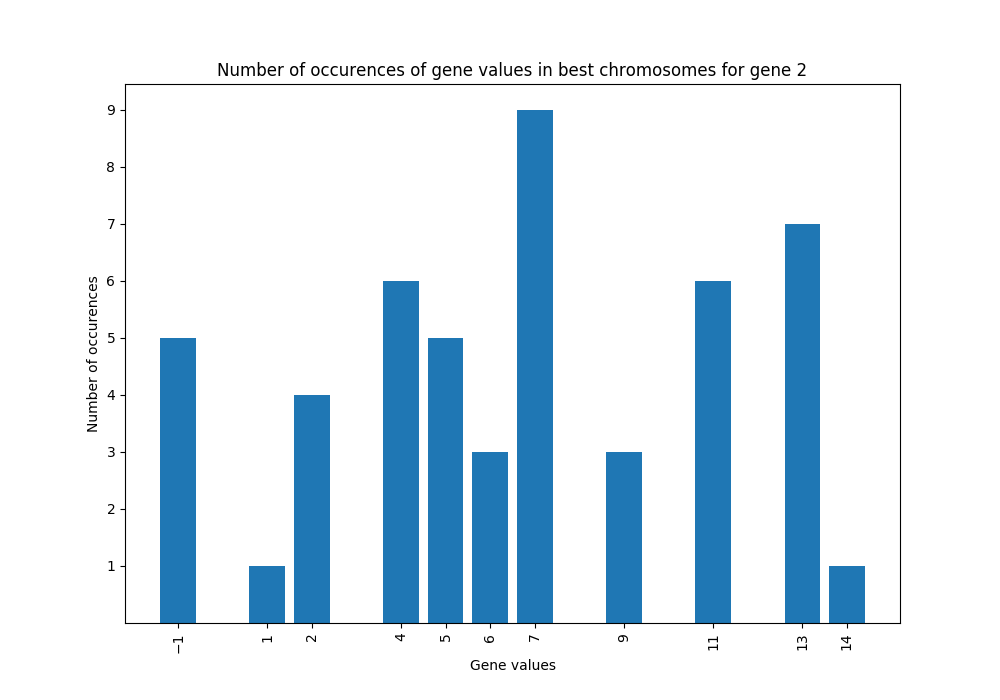 Number of occurences of gene values in best chromosomes for gene 2
9
8
7
6
5
4
3
2
1
Number of occurences
−1 1 2 4 5 6 7 9 11 13 14
Gene values